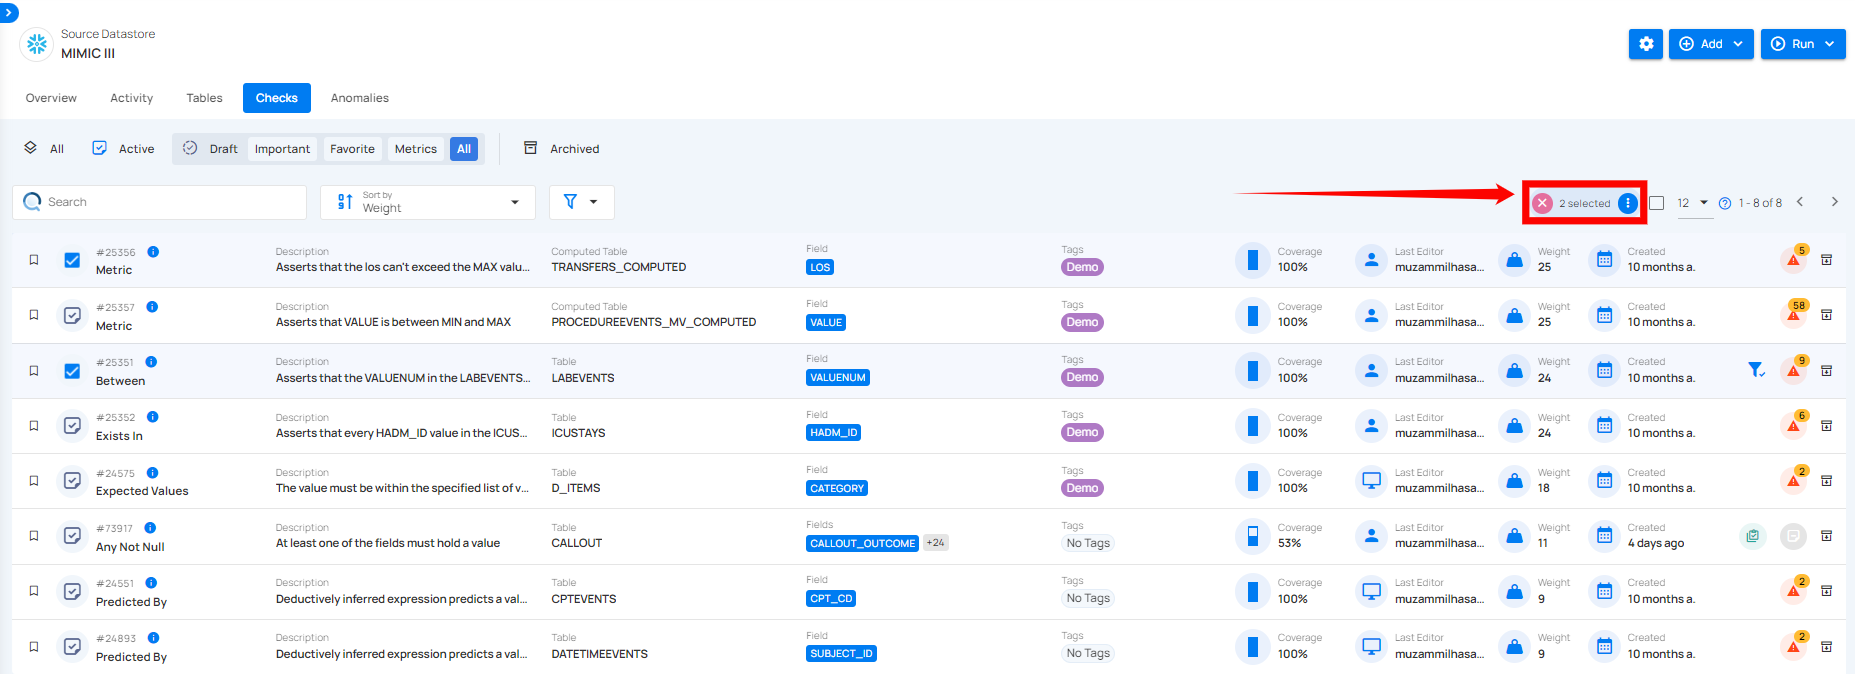 Source Datastore
MIMIC III
Add
Run
Overview Activity Tables Checks Anomalies
All Active Draft Important Favorite Metrics All Archived
Search
Sort by
Weight
2 selected 12 1 - 8 of 8
#25356 Description Computed Table Field Tags Coverage Last Editor Weight Created 5
Metric Asserts that the los can't exceed the MAX valu... TRANSFERS_COMPUTED LOS Demo 100% muzammilhasa... 25 10 months a.
#25357 Description Computed Table Field Tags Coverage Last Editor Weight Created 58
Metric Asserts that VALUE is between MIN and MAX PROCEDUREEVENTS_MV_COMPUTED VALUE Demo 100% muzammilhasa... 25 10 months a.
#25351 Description Table Field Tags Coverage Last Editor Weight Created 9
Between Asserts that the VALUENUM in the LABEVENTS... LABEVENTS VALUENUM Demo 100% muzammilhasa... 24 10 months a.
#25352 Description Table Field Tags Coverage Last Editor Weight Created 6
Exists In Asserts that every HADM_ID value in the ICUS... ICUSTAYS HADM_ID Demo 100% muzammilhasa... 24 10 months a.
#24575 Description Table Field Tags Coverage Last Editor Weight Created 2
Expected Values The value must be within the specified list of v... D_ITEMS CATEGORY Demo 100% muzammilhasa... 18 10 months a.
#73917 Description Table Fields Tags Coverage Last Editor Weight Created
Any Not Null At least one of the fields must hold a value CALLOUT CALLOUT_OUTCOME +24 No Tags 53% muzammilhasa... 11 4 days ago
#24551 Description Table Field Tags Coverage Last Editor Weight Created 2
Predicted By Deductively inferred expression predicts a val... CPTEVENTS CPT_CD No Tags 100% muzammilhasa... 9 10 months a.
#24893 Description Table Field Tags Coverage Last Editor Weight Created 2
Predicted By Deductively inferred expression predicts a val... DATETIMEEVENTS SUBJECT_ID No Tags 100% muzammilhasa... 9 10 months a.